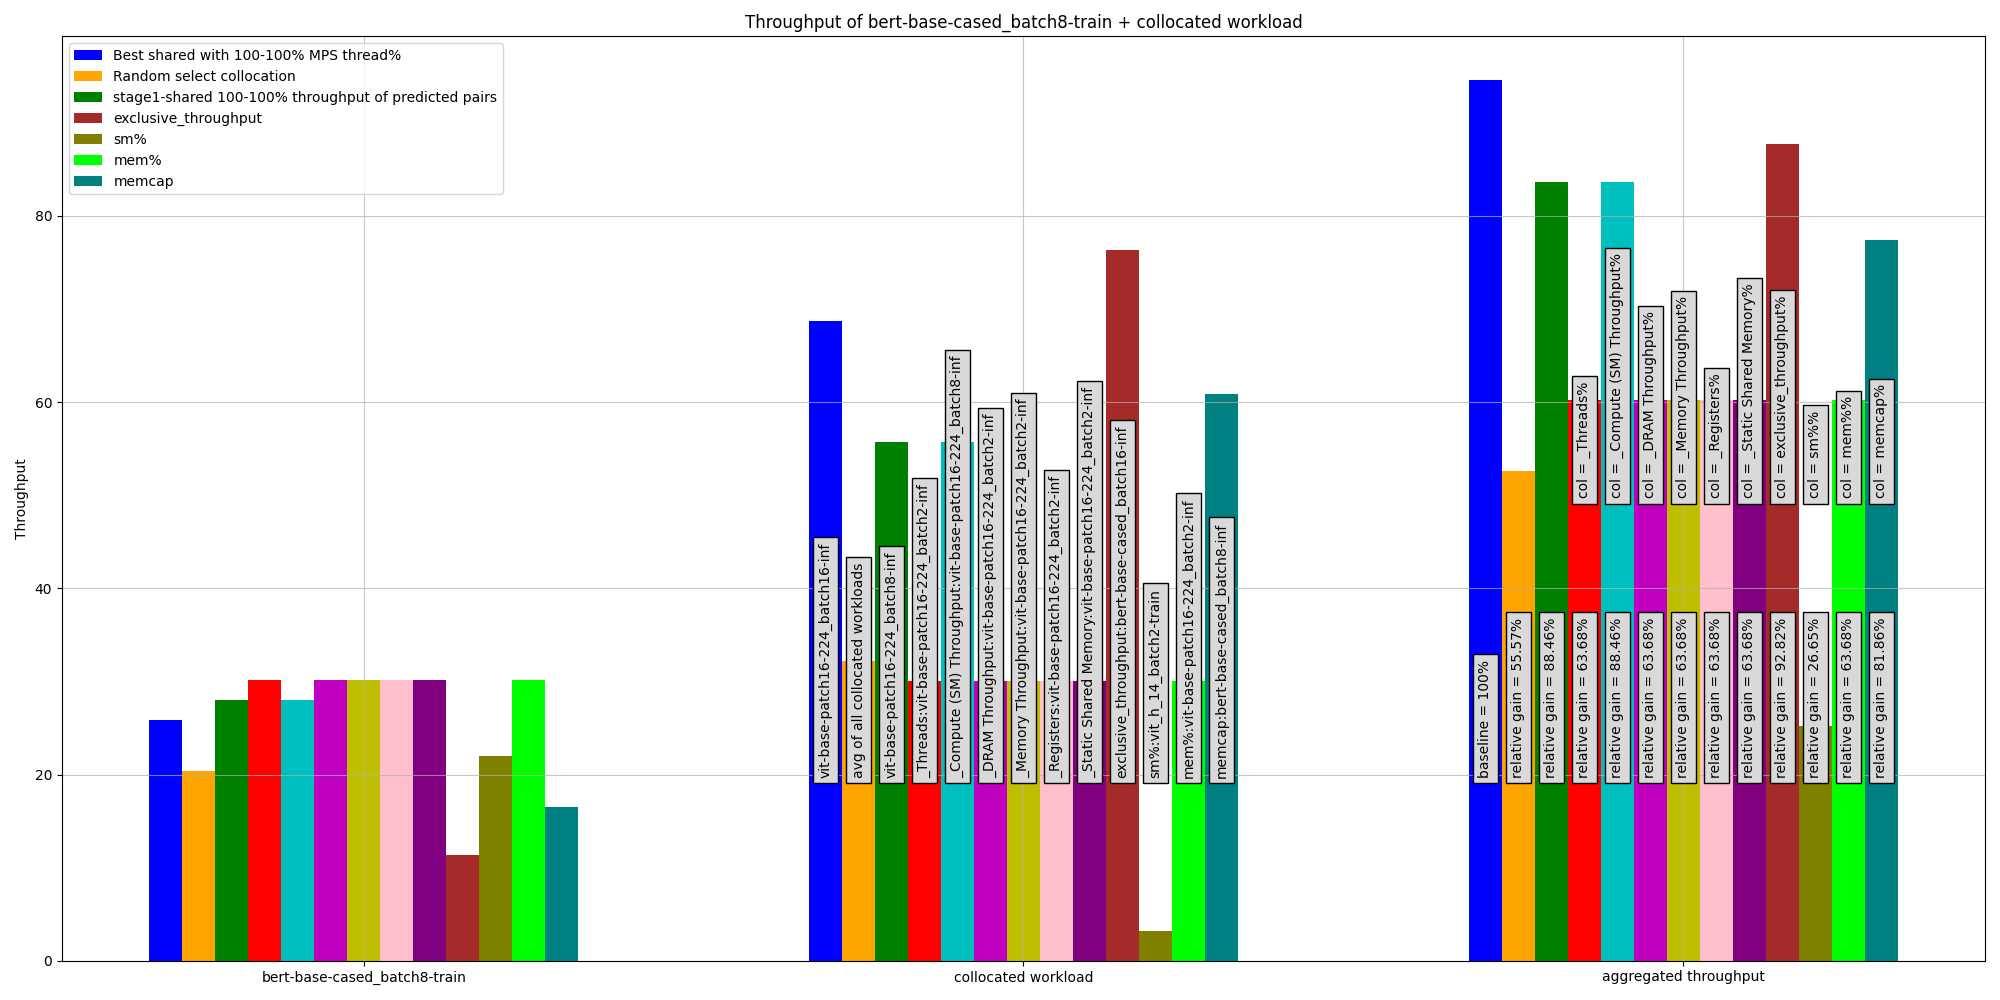 Throughput of bert-base-cased_batch8-train + collocated workload
Best shared with 100-100% MPS thread%
Random select collocation
stage1-shared 100-100% throughput of predicted pairs
exclusive_throughput
sm%
mem%
memcap
Throughput
80
60
40
20
0
vit-base-patch16-224_batch16-inf
avg of all collocated workloads
vit-base-patch16-224_batch8-inf
_Threads:vit-base-patch16-224_batch2-inf
_Compute (SM) Throughput:vit-base-patch16-224_batch8-inf
_DRAM Throughput:vit-base-patch16-224_batch2-inf
_Memory Throughput:vit-base-patch16-224_batch2-inf
_Registers:vit-base-patch16-224_batch2-inf
_Static Shared Memory:vit-base-patch16-224_batch2-inf
exclusive_throughput:bert-base-cased_batch16-inf
sm%:vit_h_14_batch2-train
mem%:vit-base-patch16-224_batch2-inf
memcap:bert-base-cased_batch8-inf
col = _Threads%
col = _Compute (SM) Throughput%
col = _DRAM Throughput%
col = _Memory Throughput%
col = _Registers%
col = _Static Shared Memory%
col = exclusive_throughput%
col = sm%%
col = mem%%
col = memcap%
baseline = 100%
relative gain = 55.57%
relative gain = 88.46%
relative gain = 63.68%
relative gain = 88.46%
relative gain = 63.68%
relative gain = 63.68%
relative gain = 63.68%
relative gain = 63.68%
relative gain = 92.82%
relative gain = 26.65%
relative gain = 63.68%
relative gain = 81.86%
bert-base-cased_batch8-train
collocated workload
aggregated throughput